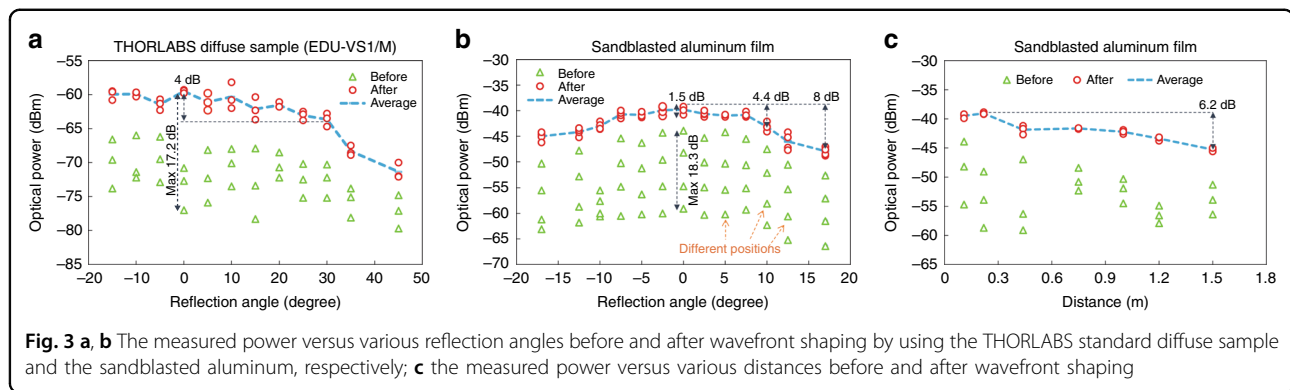 a
THORLABS diffuse sample (EDU-VS1/M)
Optical power (dBm)
−55
−60
−65
−70
−75
−80
−85
4 dB
Max 17.2 dB
Before
After
Average
−20 −10 0 10 20 30 40 50
Reflection angle (degree)
b
Sandblasted aluminum film
Optical power (dBm)
−30
−35
−40
−45
−50
−55
−60
−65
−70
Before
After
Average
1.5 dB
4.4 dB
8 dB
Max 18.3 dB
Different positions
−20 −15 −10 −5 0 5 10 15 20
Reflection angle (degree)
c
Sandblasted aluminum film
Optical power (dBm)
−30
−35
−40
−45
−50
−55
−60
−65
Before After Average
6.2 dB
0 0.3 0.6 0.9 1.2 1.5 1.8
Distance (m)
Fig. 3 a, b The measured power versus various reflection angles before and after wavefront shaping by using the THORLABS standard diffuse sample
and the sandblasted aluminum, respectively; c the measured power versus various distances before and after wavefront shaping